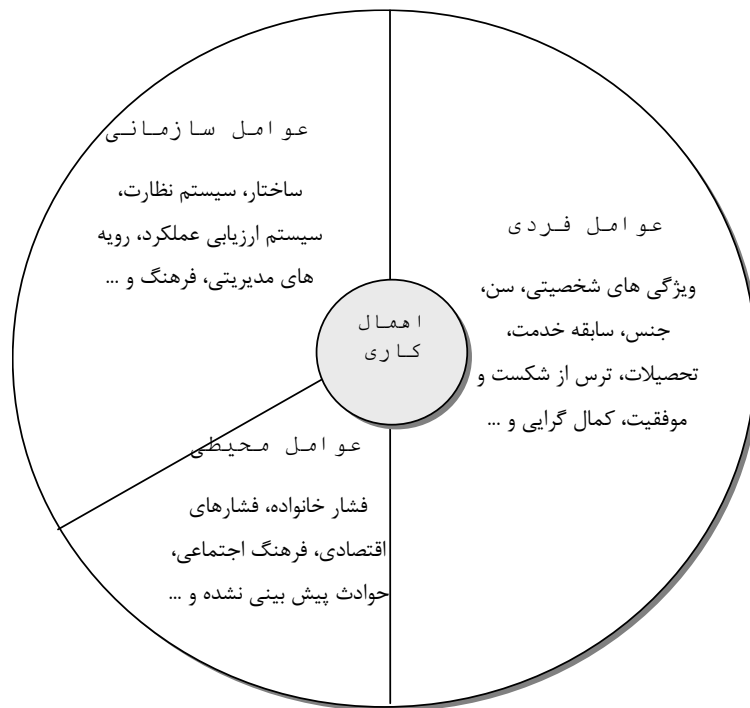 عوامل سازمانی
ساختار، سیستم نظارت،
سیستم ارزیابی عملکرد، رویه
های مدیریتی، فرهنگ و ...
عوامل فردی
ویژگی های شخصیتی، سن،
جنس، سابقه خدمت،
تحصیلات، ترس از شکست و
موفقیت، کمال گرایی و ...
اهمال
کاری
عوامل محیطی
فشار خانواده، فشارهای
اقتصادی، فرهنگ اجتماعی،
حوادث پیش بینی نشده و ...